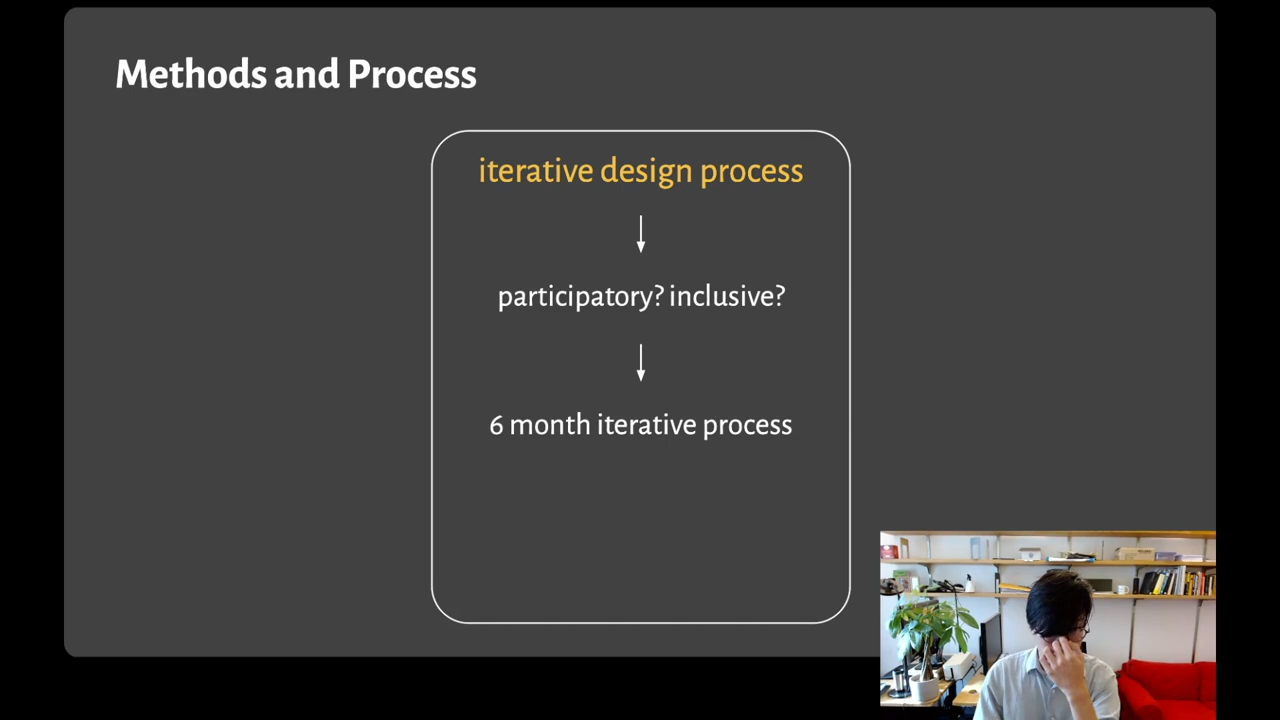 Methods and Process
iterative design process
participatory? inclusive?
6 month iterative process